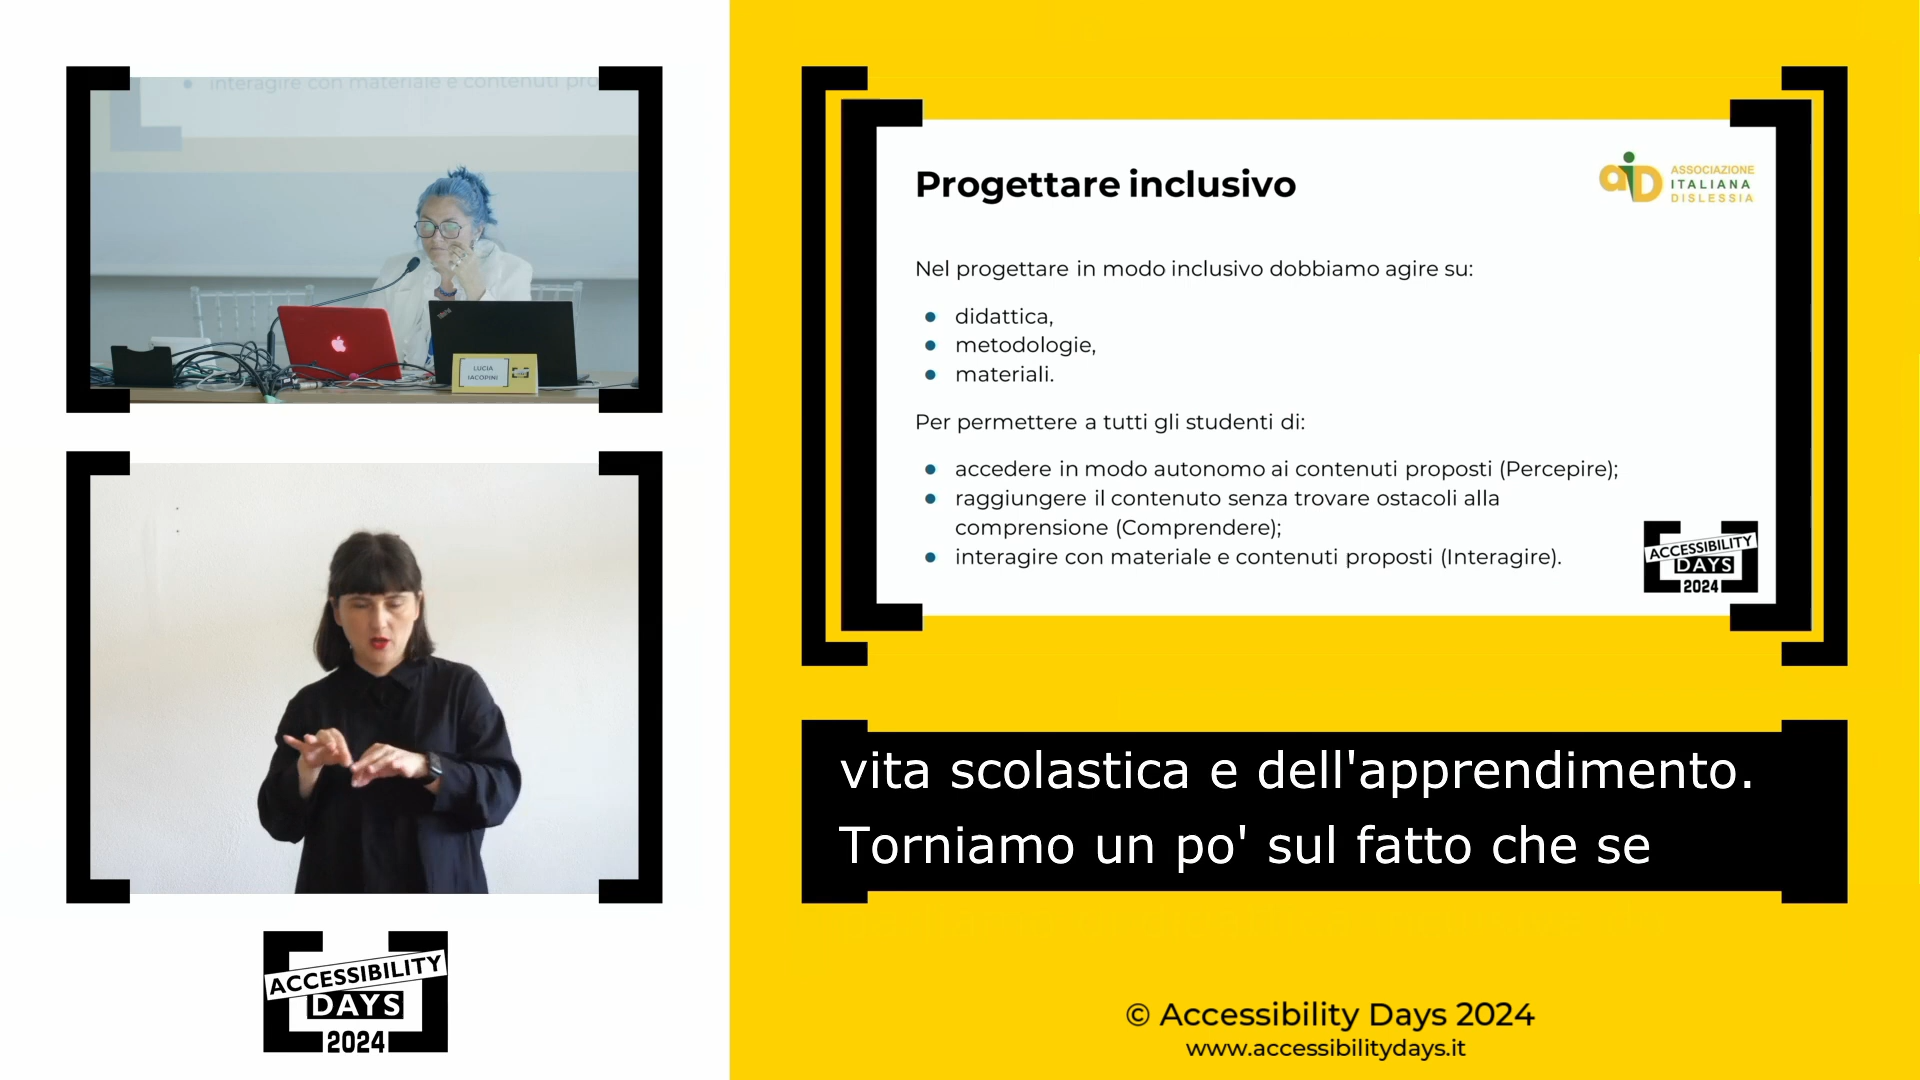 interagire con materiale e contenuti pro
LUCIA
IACOPINI
ACCESSIBILITY
DAYS
2024
Progettare inclusivo
aiD ASSOCIAZIONE
ITALIANA
DISLESSIA
Nel progettare in modo inclusivo dobbiamo agire su:
didattica,
metodologie,
materiali.
Per permettere a tutti gli studenti di:
accedere in modo autonomo ai contenuti proposti (Percepire);
raggiungere il contenuto senza trovare ostacoli alla
comprensione (Comprendere);
interagire con materiale e contenuti proposti (Interagire).
ACCESSIBILITY
DAYS
2024
vita scolastica e dell'apprendimento.
Torniamo un po' sul fatto che se
© Accessibility Days 2024
www.accessibilitydays.it